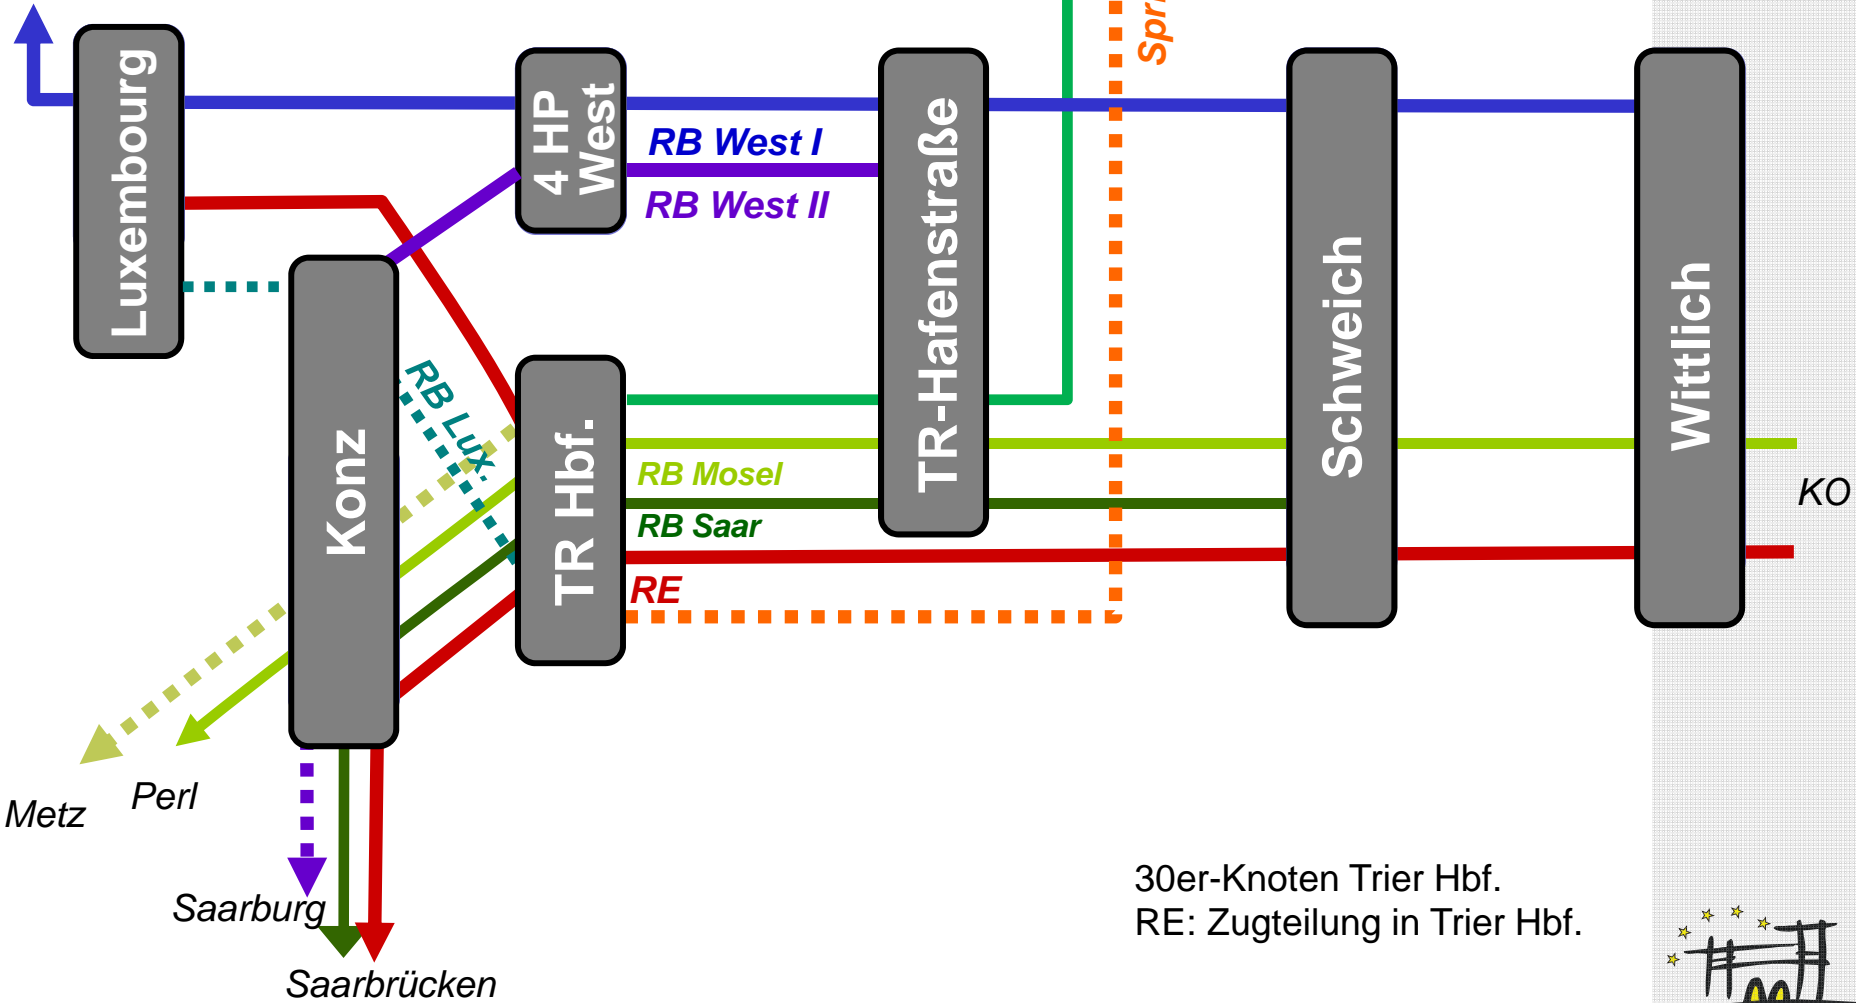 Luxembourg
4 HP
West
RB West I
RB West II
TR-Hafenstraße
Schweich
Wittlich
Konz
RB Lux.
TR Hbf.
RB Mosel
RB Saar
RE
KO
Metz
Perl
Saarburg
Saarbrücken
30er-Knoten Trier Hbf.
RE: Zugteilung in Trier Hbf.